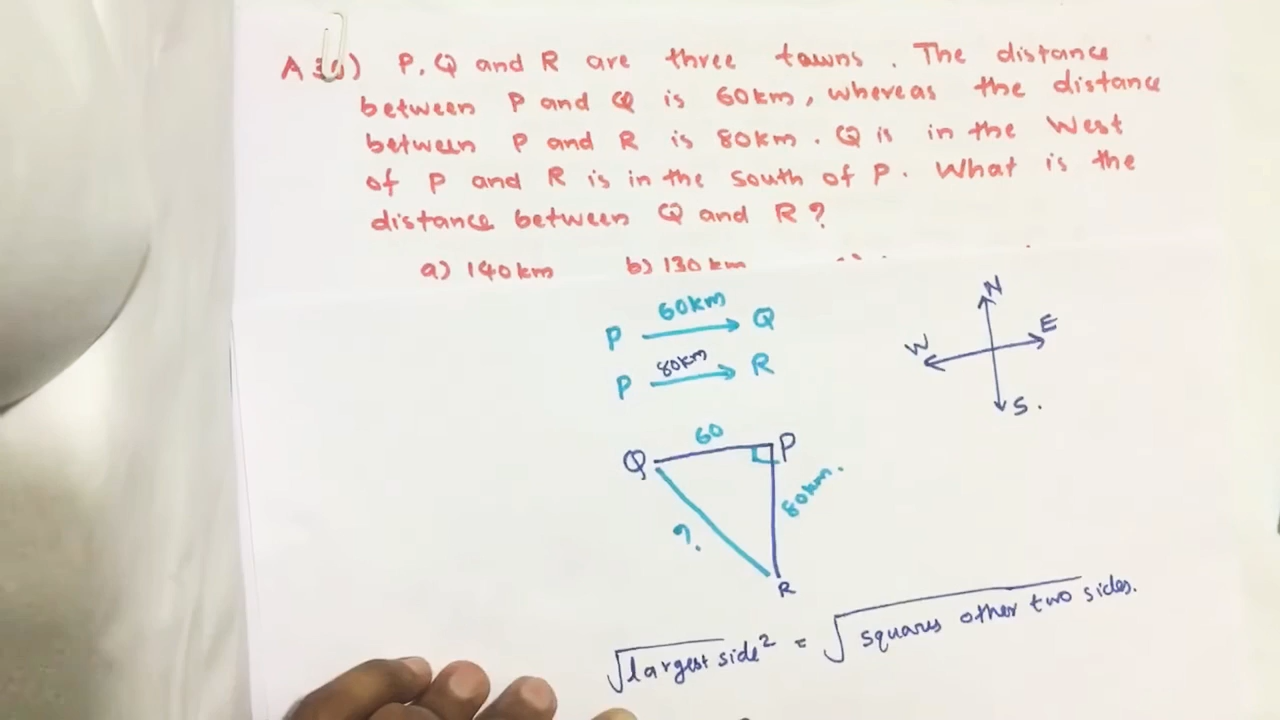 P, Q and R are three towns. The distance
between P and Q is 60km, whereas the distance
between P and R is 80km. Q is in the West
of P and R is in the south of P. What is the
distance between Q and R?
a) 140km b) 130km
P 60km Q
P 80km R
N
W E
S.
60
Q P
80km.
?.
R
√largest side² = √squares other two sides.